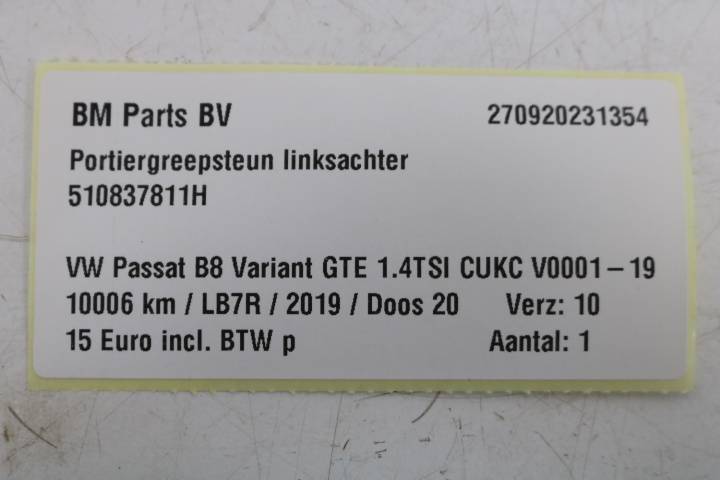 BM Parts BV 270920231354
Portiergreepsteun linksachter
510837811H
VW Passat B8 Variant GTE 1.4TSI CUKC V0001-19
10006 km / LB7R / 2019 / Doos 20 Verz: 10
15 Euro incl. BTW p Aantal: 1